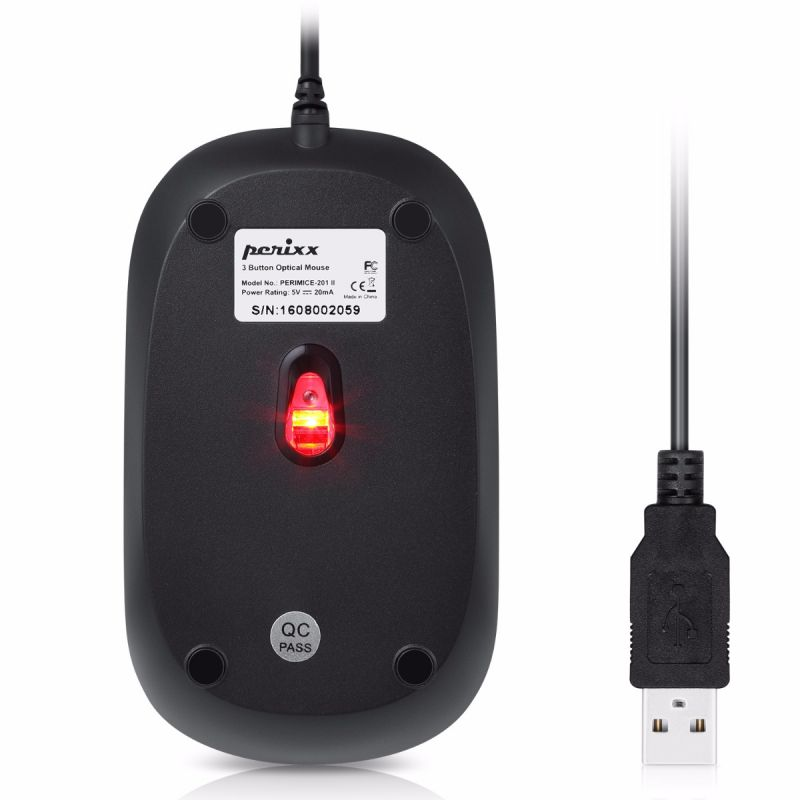 perixx
3 Button Optical Mouse
FC
Model No.: PERIMICE-201 II
Power Rating: 5V ⎓ 20mA
CE
Made in China
S/N:1608002059
QC
PASS